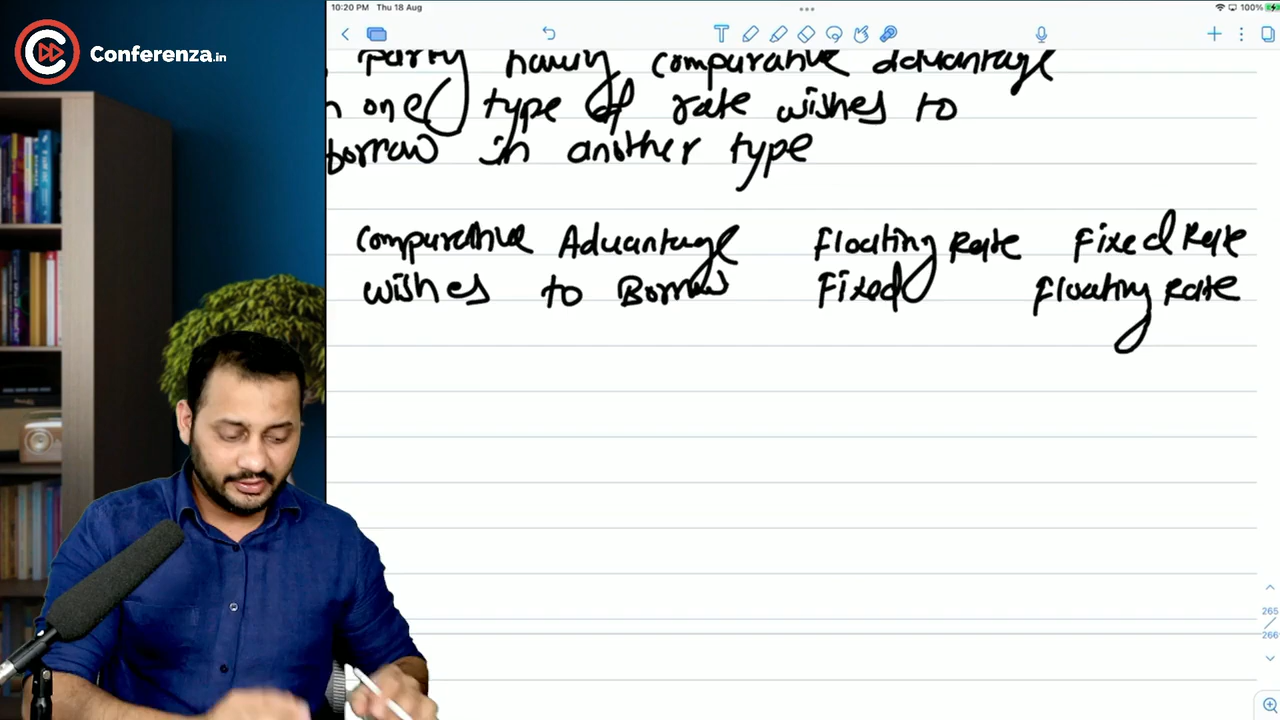 10:20 PM Thu 18 Aug
100%
Conferenza.in
party having comparative advantage
one type of rate wishes to
borrow in another type
Comparative Advantage Floating Rate Fixed Rate
wishes to Borrow Fixed Floating Rate
265
266